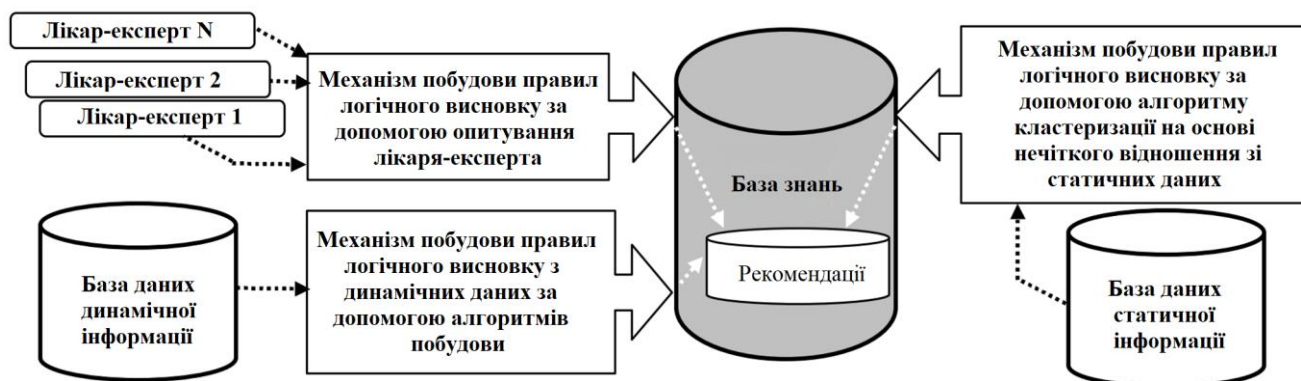 Лікар-експерт N
Лікар-експерт 2
Лікар-експерт 1
Механізм побудови правил
логічного висновку за
допомогою опитування
лікаря-експерта
База даних
динамічної
інформації
Механізм побудови правил
логічного висновку з
динамічних даних за
допомогою алгоритмів
побудови
База знань
Рекомендації
Механізм побудови правил
логічного висновку за
допомогою алгоритму
кластеризації на основі
нечіткого відношення зі
статичних даних
База даних
статичної
інформації